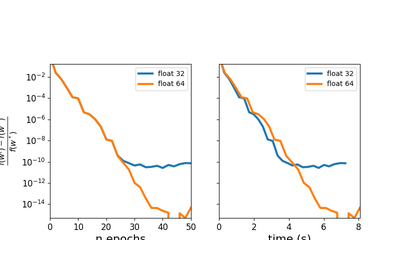 float 32
float 64
10⁻²
10⁻⁴
10⁻⁶
10⁻⁸
10⁻¹⁰
10⁻¹²
10⁻¹⁴
0 10 20 30 40 50
n epochs
float 32
float 64
0 2 4 6 8
time (s)